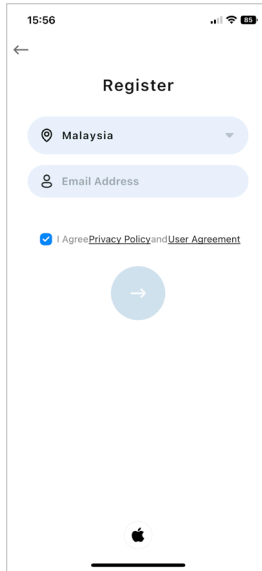 15:56
85
Register
Malaysia
Email Address
I AgreePrivacy PolicyandUser Agreement